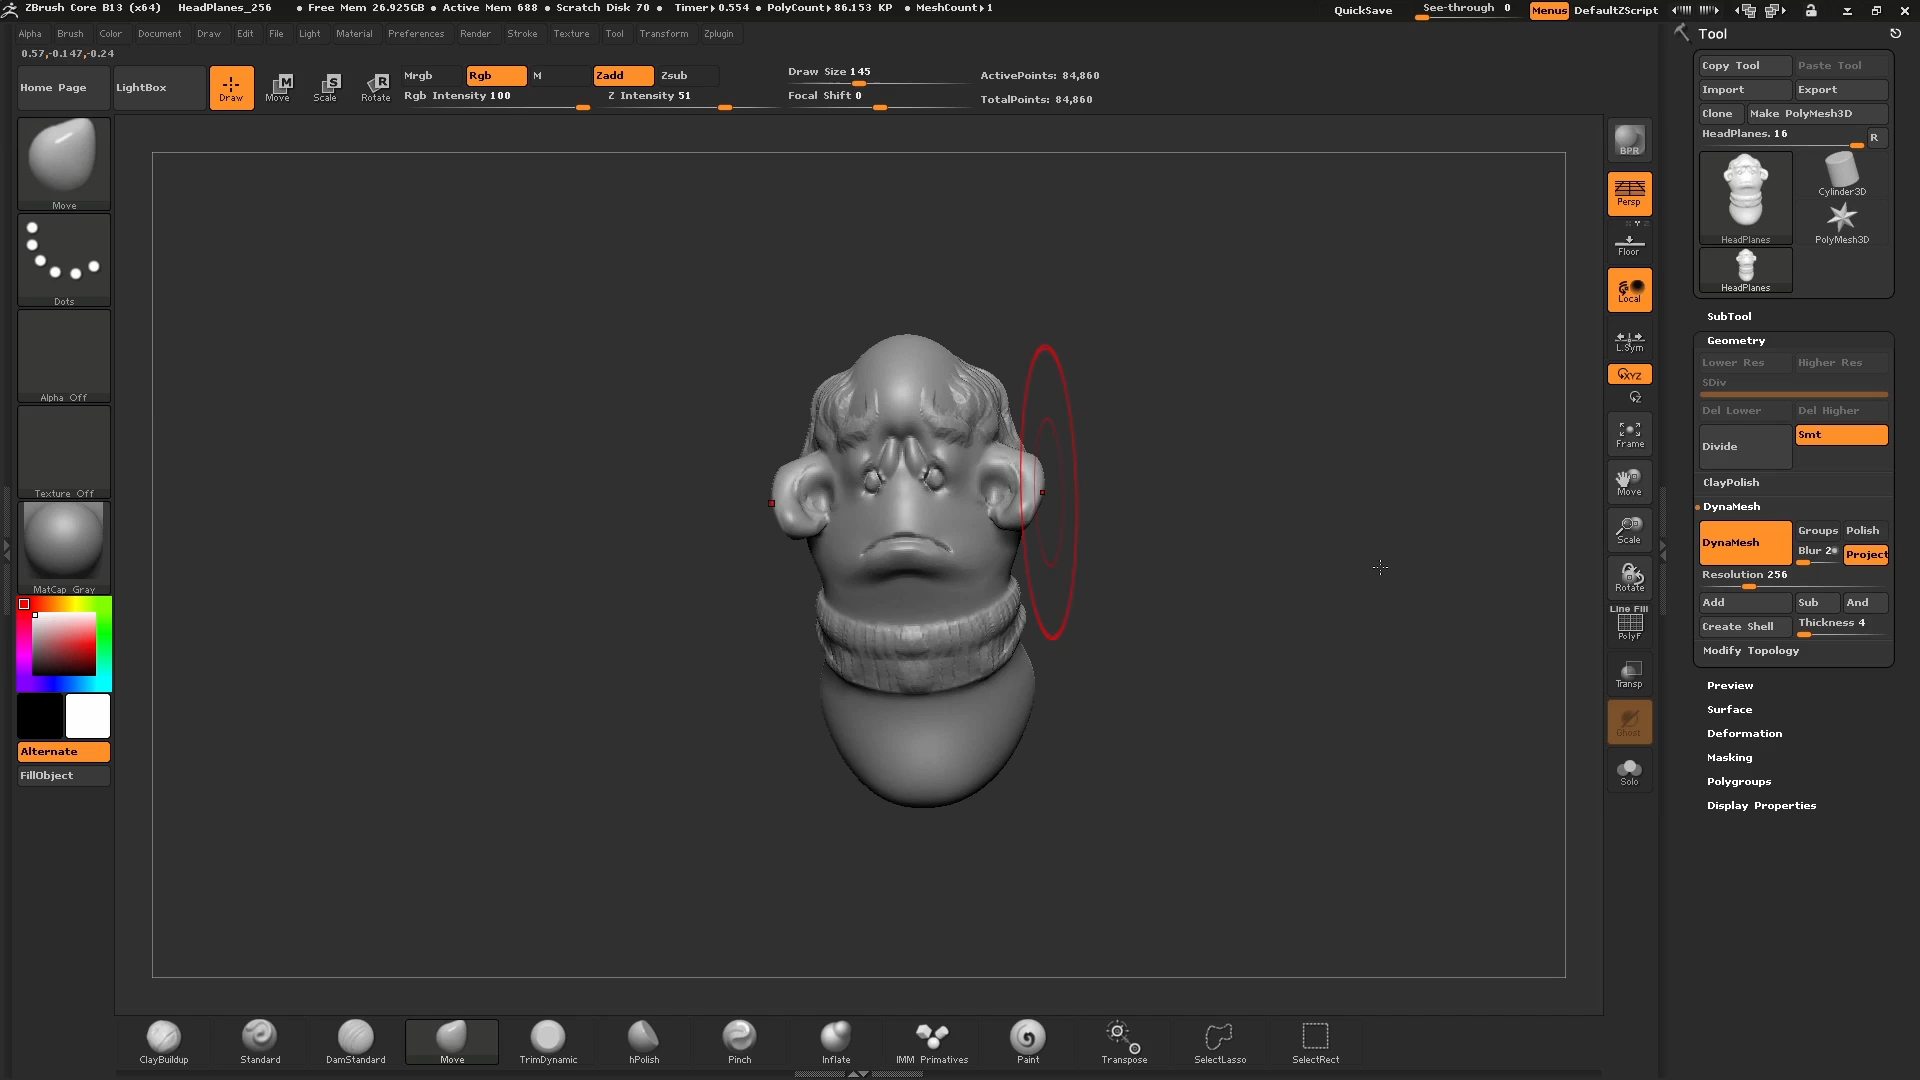 ZBrush Core B13 (x64) HeadPlanes_256 • Free Mem 26.925GB • Active Mem 688 • Scratch Disk 70 • Timer▸0.554 • PolyCount▸86.153 KP • MeshCount▸1 QuickSave See-through 0 Menus DefaultZScript
Alpha Brush Color Document Draw Edit File Light Material Preferences Render Stroke Texture Tool Transform Zplugin
0.57,-0.147,-0.24
Home Page
LightBox
Draw
M
Move
S
Scale
R
Rotate
Mrgb Rgb M Zadd Zsub
Rgb Intensity 100 Z Intensity 51
Draw Size 145
Focal Shift 0
ActivePoints: 84,860
TotalPoints: 84,860
Move
Dots
Alpha Off
Texture Off
MatCap Gray
Alternate
FillObject
BPR
Persp
Floor
Local
L.Sym
XYZ
Z
Frame
Move
Scale
Rotate
Line Fill
PolyF
Transp
Ghost
Solo
Tool
Copy Tool Paste Tool
Import Export
Clone Make PolyMesh3D
HeadPlanes. 16 R
HeadPlanes
Cylinder3D
PolyMesh3D
HeadPlanes
SubTool
Geometry
Lower Res Higher Res
SDiv
Del Lower Del Higher
Divide Smt
ClayPolish
DynaMesh
DynaMesh Groups Polish
Blur 2 Project
Resolution 256
Add Sub And
Create Shell Thickness 4
Modify Topology
Preview
Surface
Deformation
Masking
Polygroups
Display Properties
ClayBuildup Standard DamStandard Move TrimDynamic hPolish Pinch Inflate IMM Primitives Paint Transpose SelectLasso SelectRect